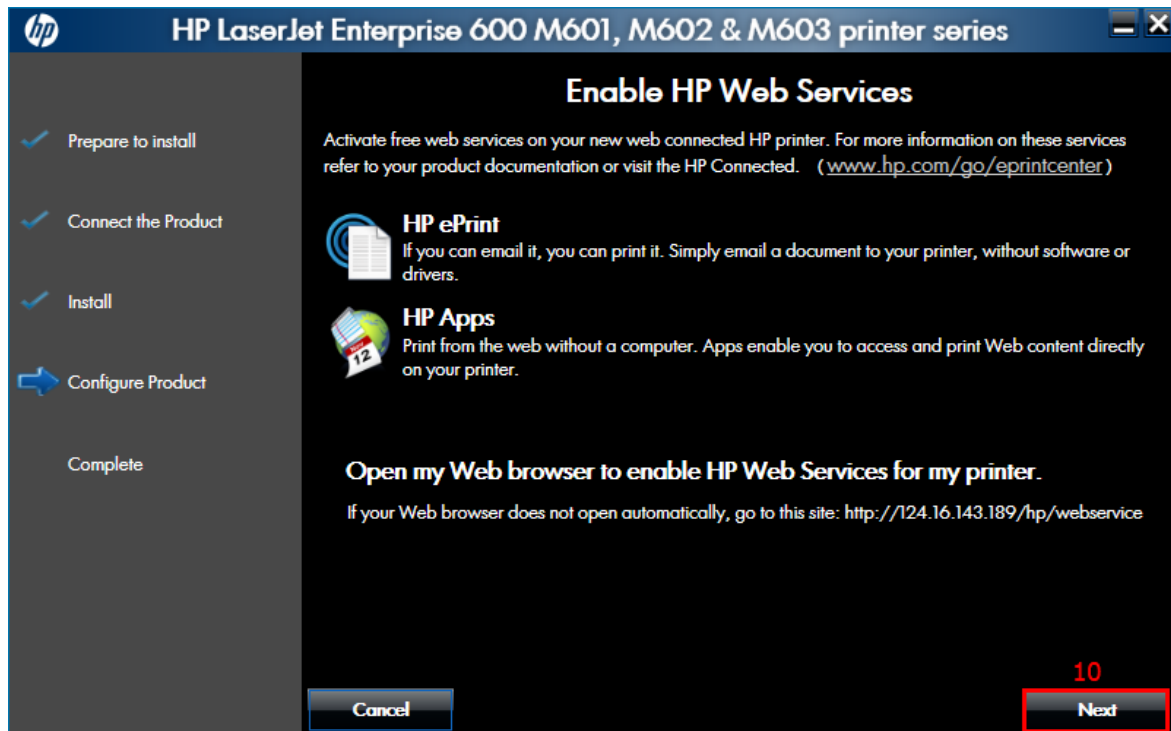 hp
HP LaserJet Enterprise 600 M601, M602 & M603 printer series
Prepare to install
Connect the Product
Install
Configure Product
Complete
Enable HP Web Services
Activate free web services on your new web connected HP printer. For more information on these services
refer to your product documentation or visit the HP Connected. (www.hp.com/go/eprintcenter)
HP ePrint
If you can email it, you can print it. Simply email a document to your printer, without software or
drivers.
HP Apps
Print from the web without a computer. Apps enable you to access and print Web content directly
on your printer.
12
Open my Web browser to enable HP Web Services for my printer.
If your Web browser does not open automatically, go to this site: http://124.16.143.189/hp/webservice
10
Cancel
Next